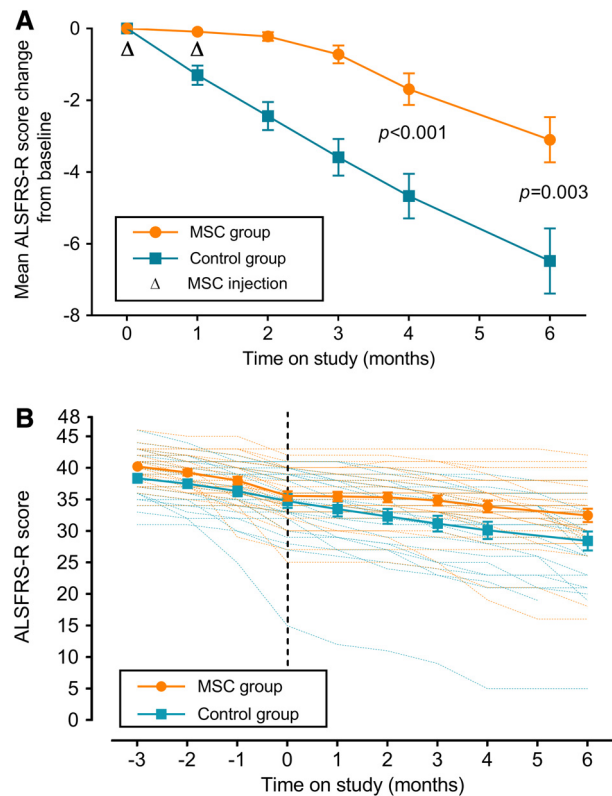 A
0
-2
-4
-6
-8
Mean ALSFRS-R score change
from baseline
Δ
Δ
p<0.001
p=0.003
MSC group
Control group
Δ MSC injection
0 1 2 3 4 5 6
Time on study (months)
B
48
45
40
35
30
25
20
15
10
5
0
ALSFRS-R score
MSC group
Control group
-3 -2 -1 0 1 2 3 4 5 6
Time on study (months)